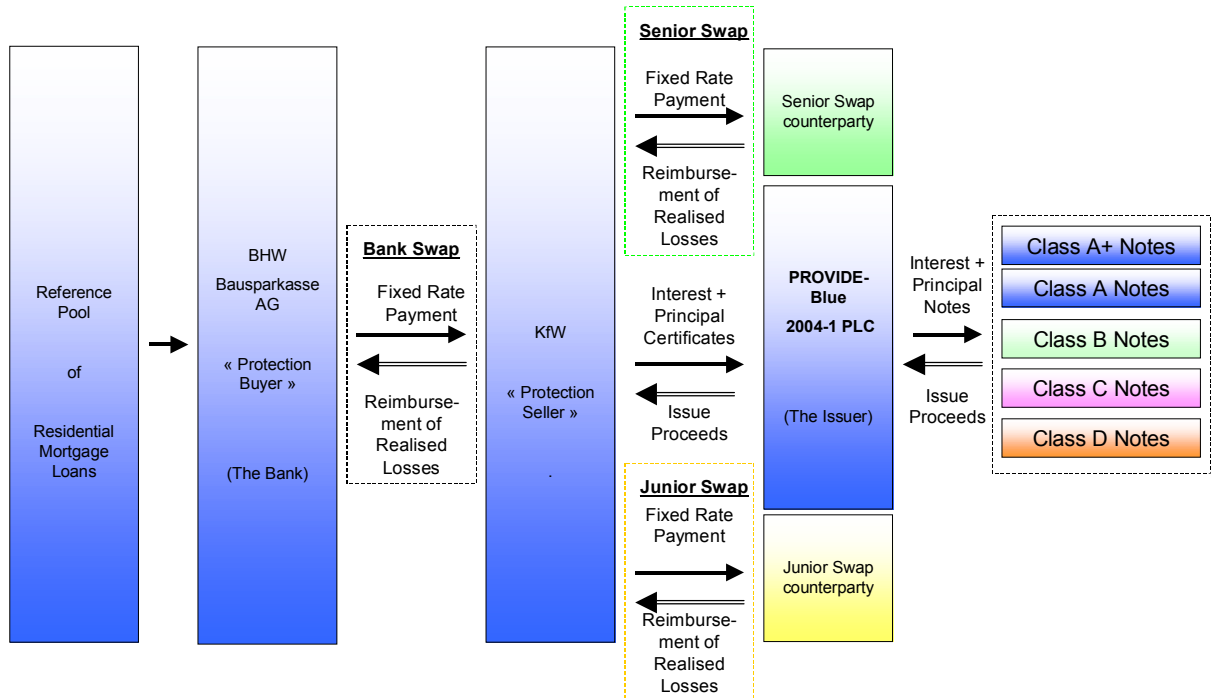 Reference
Pool
of
Residential
Mortgage
Loans
BHW
Bausparkasse
AG
« Protection
Buyer »
(The Bank)
Bank Swap
Fixed Rate
Payment
Reimburse-
ment of
Realised
Losses
KfW
« Protection
Seller »
.
Senior Swap
Fixed Rate
Payment
Reimburse-
ment of
Realised
Losses
Interest +
Principal
Certificates
Issue
Proceeds
Junior Swap
Fixed Rate
Payment
Reimburse-
ment of
Realised
Losses
Senior Swap
counterparty
PROVIDE-
Blue
2004-1 PLC
(The Issuer)
Junior Swap
counterparty
Interest +
Principal
Notes
Issue
Proceeds
Class A+ Notes
Class A Notes
Class B Notes
Class C Notes
Class D Notes